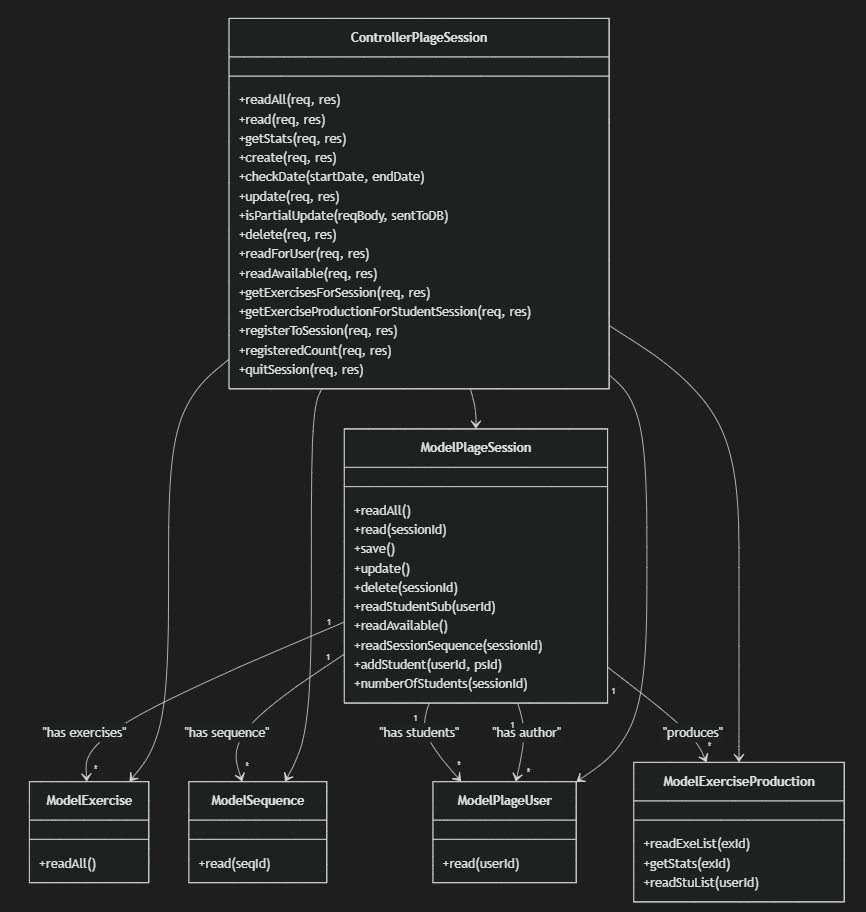 ControllerPlageSession
+readAll(req, res)
+read(req, res)
+getStats(req, res)
+create(req, res)
+checkDate(startDate, endDate)
+update(req, res)
+isPartialUpdate(reqBody, sentToDB)
+delete(req, res)
+readForUser(req, res)
+readAvailable(req, res)
+getExercisesForSession(req, res)
+getExerciseProductionForStudentSession(req, res)
+registerToSession(req, res)
+registeredCount(req, res)
+quitSession(req, res)
ModelPlageSession
+readAll()
+read(sessionId)
+save()
+update()
+delete(sessionId)
+readStudentSub(userId)
+readAvailable()
+readSessionSequence(sessionId)
+addStudent(userId, psId)
+numberOfStudents(sessionId)
1
1
1
1
1
"has exercises"
"has sequence"
"has students"
"has author"
"produces"
*
*
*
*
*
ModelExercise
+readAll()
ModelSequence
+read(seqId)
ModelPlageUser
+read(userId)
ModelExerciseProduction
+readExeList(exId)
+getStats(exId)
+readStuList(userId)